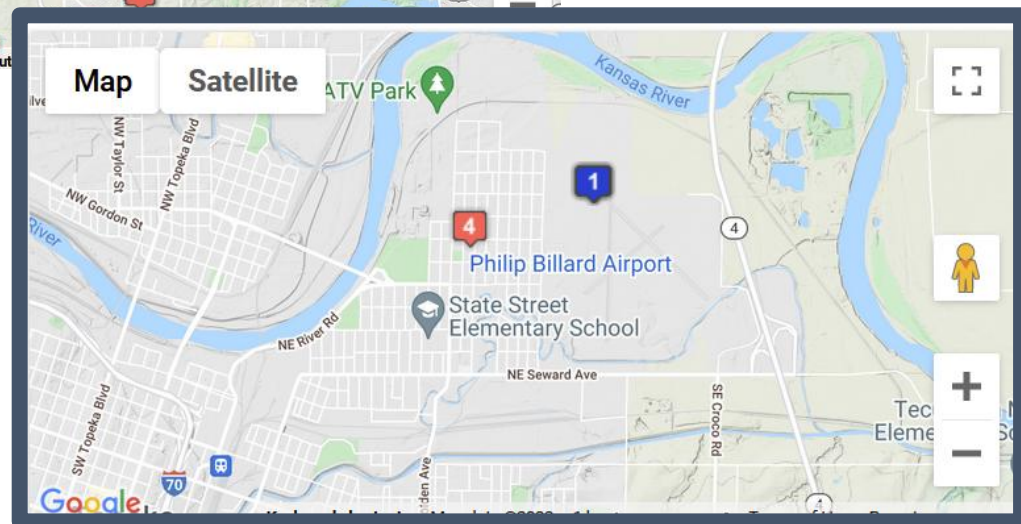 Map
Satellite
ATV Park
Kansas River
NW Taylor St
NW Topeka Blvd
NW Gordon St
River
1
4
4
Philip Billard Airport
State Street
Elementary School
NE River Rd
NE Seward Ave
SE Croco Rd
SW Topeka Blvd
70
Google
4